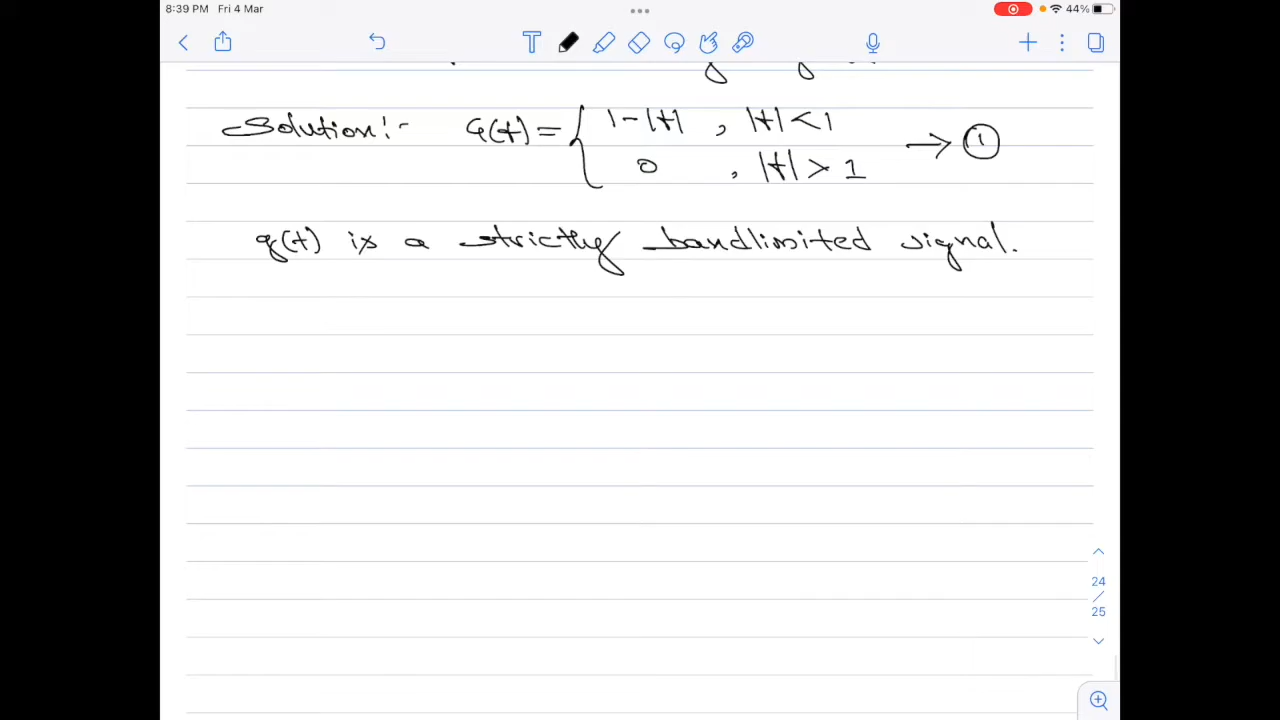 8:39 PM Fri 4 Mar
44%
Solution:- G(f) = { 1-|f| , |f| < 1
0 , |f| > 1 → ①
g(t) is a strictly bandlimited signal.
24
25